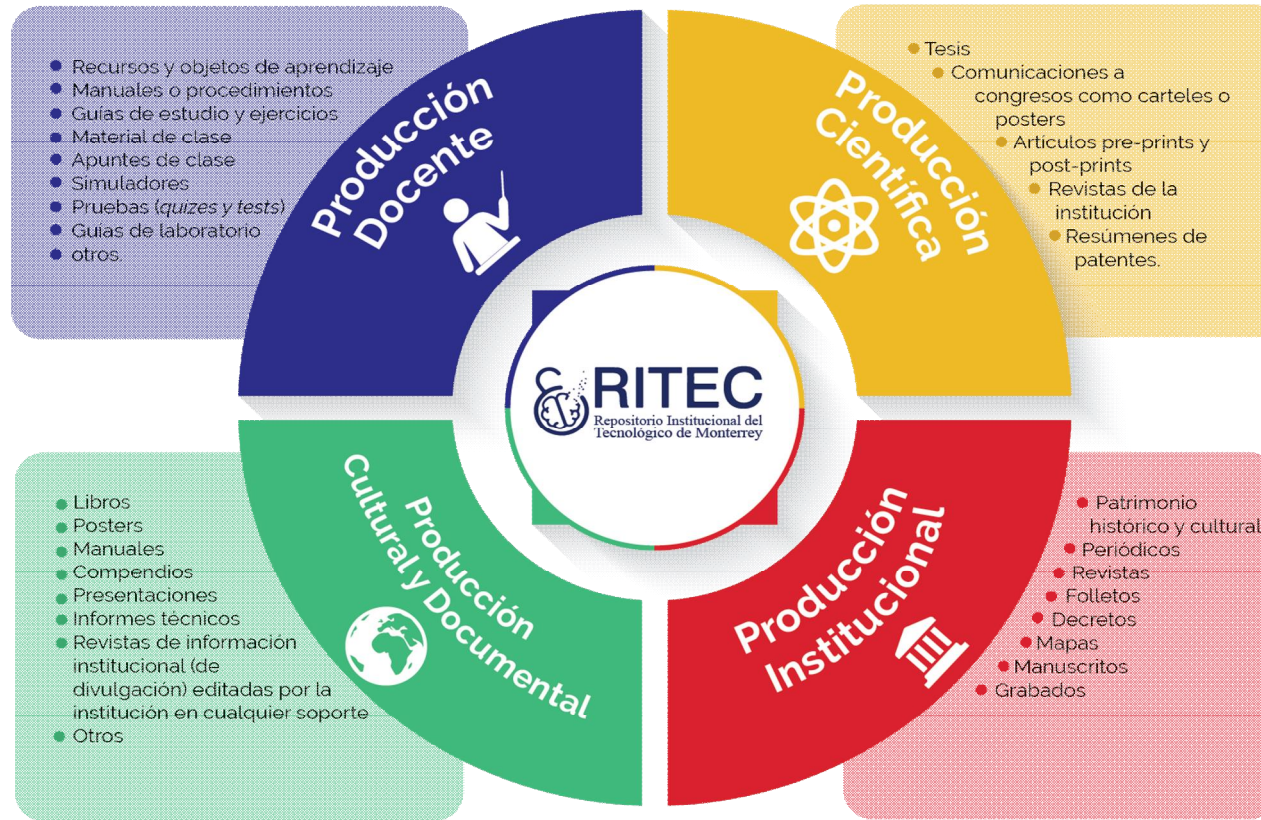 Recursos y objetos de aprendizaje
Manuales o procedimientos
Guías de estudio y ejercicios
Material de clase
Apuntes de clase
Simuladores
Pruebas (quizes y tests)
Guias de laboratorio
otros.
Producción
Docente
Producción
Científica
Tesis
Comunicaciones a
congresos como carteles o
posters
Artículos pre-prints y
post-prints
Revistas de la
institución
Resúmenes de
patentes.
RITEC
Repositorio Institucional del
Tecnológico de Monterrey
Libros
Posters
Manuales
Compendios
Presentaciones
Informes técnicos
Revistas de información
institucional (de
divulgación) editadas por la
institución en cualquier soporte
Otros
Producción
Cultural y Documental
Producción
Institucional
Patrimonio
histórico y cultural
Periódicos
Revistas
Folletos
Decretos
Mapas
Manuscritos
Grabados